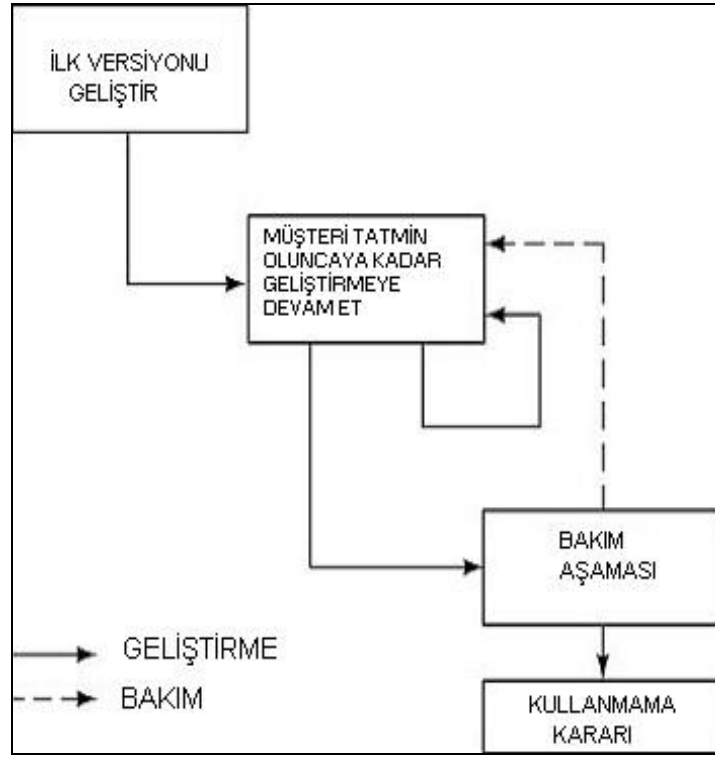 İLK VERSİYONU
GELİŞTİR
MÜŞTERİ TATMİN
OLUNCAYA KADAR
GELİŞTİRMEYE
DEVAM ET
BAKIM
AŞAMASI
GELİŞTİRME
BAKIM
KULLANMAMA
KARARI